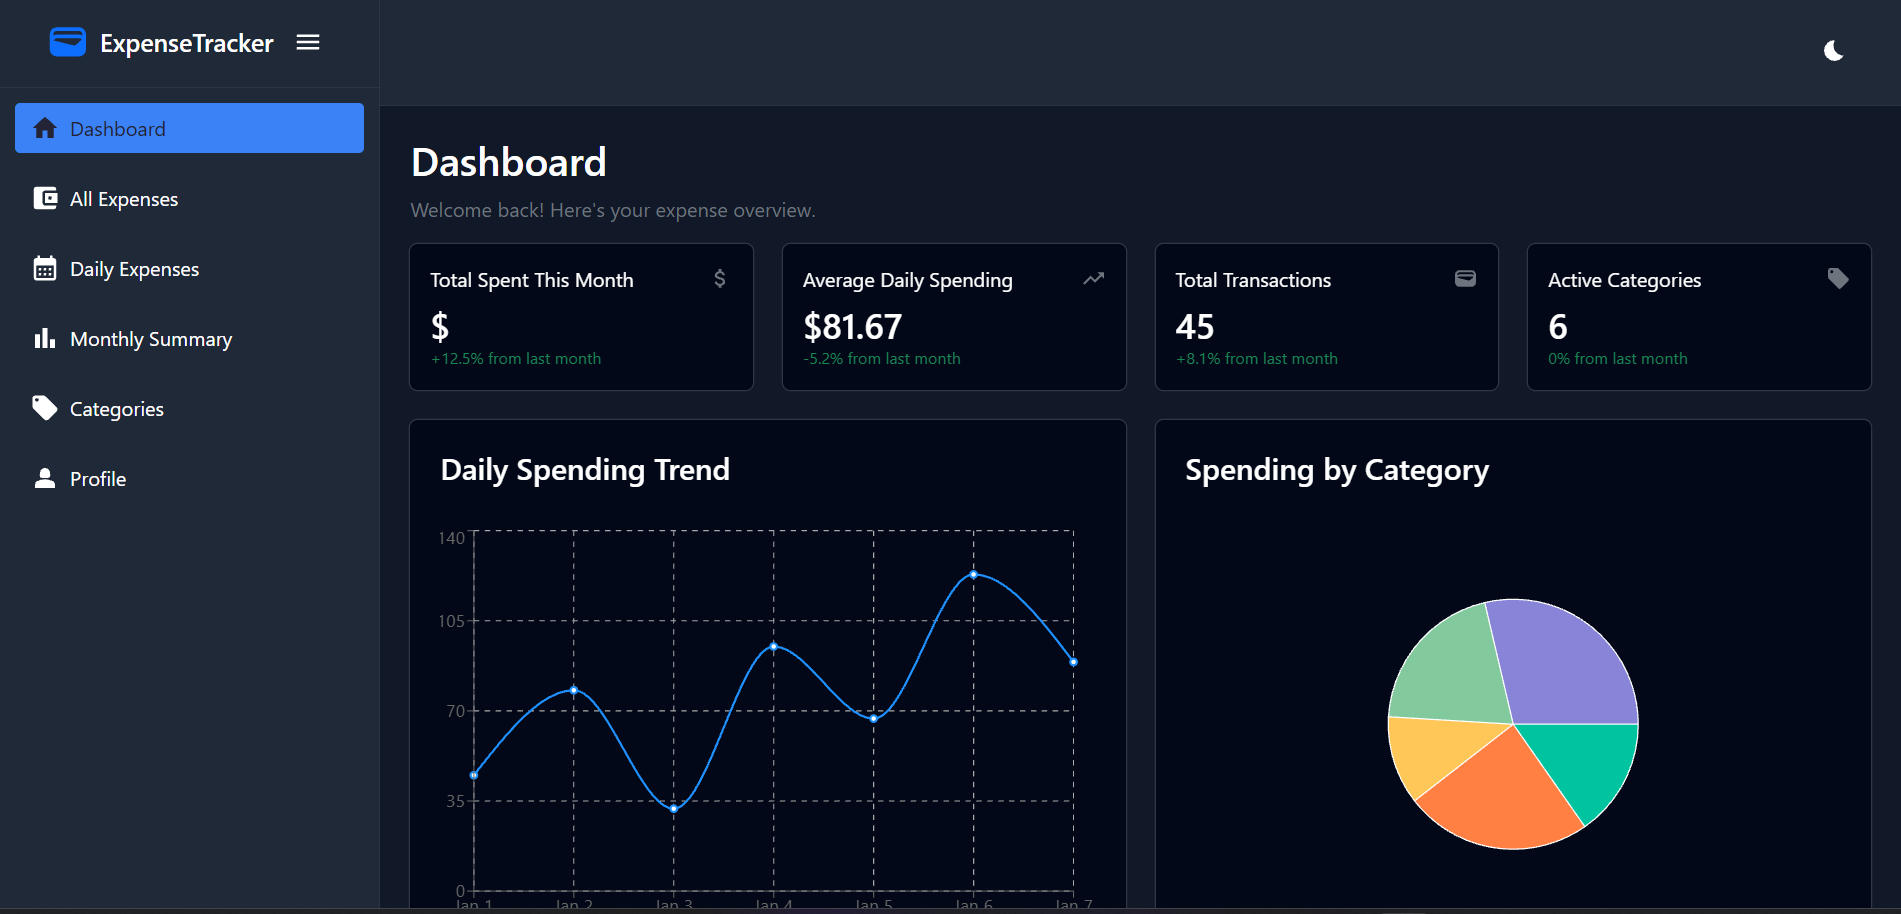 ExpenseTracker
Dashboard
All Expenses
Daily Expenses
Monthly Summary
Categories
Profile
Dashboard
Welcome back! Here's your expense overview.
Total Spent This Month
$
+12.5% from last month
Average Daily Spending
$81.67
-5.2% from last month
Total Transactions
45
+8.1% from last month
Active Categories
6
0% from last month
Daily Spending Trend
140
105
70
35
0
Jan 1 Jan 2 Jan 3 Jan 4 Jan 5 Jan 6 Jan 7
Spending by Category